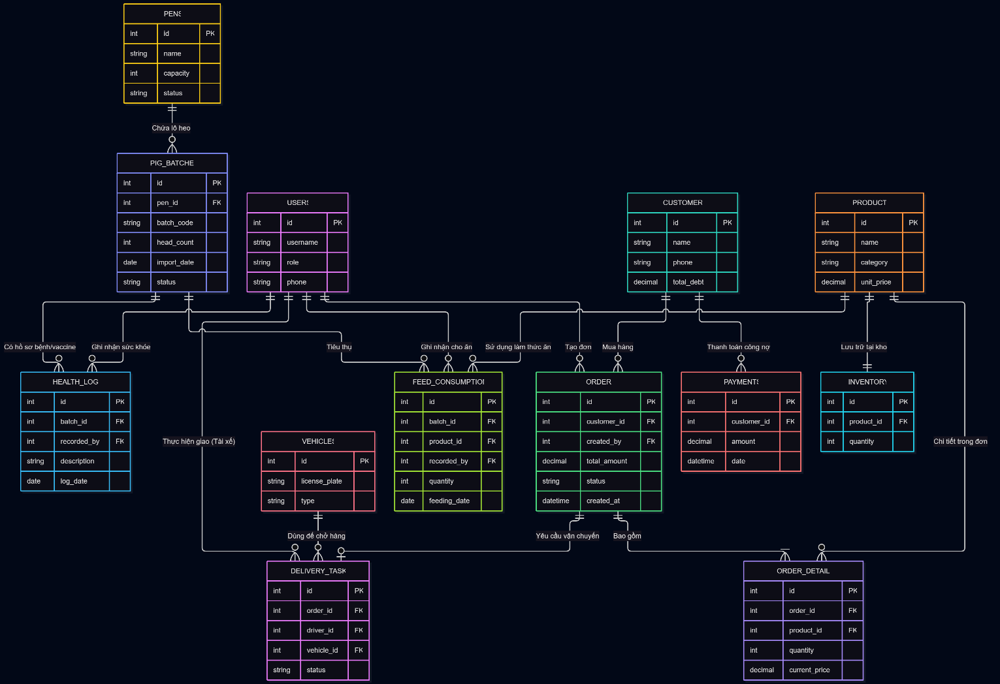 PENS
int id PK
string name
int capacity
string status
Chứa lô heo
PIG_BATCHE
int id PK
int pen_id FK
string batch_code
int head_count
date import_date
string status
USERS
int id PK
string username
string role
string phone
CUSTOMER
int id PK
string name
string phone
decimal total_debt
PRODUCT
int id PK
string name
string category
decimal unit_price
Có hồ sơ bệnh/vaccine
Ghi nhận sức khỏe
Tiêu thụ
Ghi nhận cho ăn
Sử dụng làm thức ăn
Tạo đơn
Mua hàng
Thanh toán công nợ
Lưu trữ tại kho
HEALTH_LOG
int id PK
int batch_id FK
int recorded_by FK
string description
date log_date
Thực hiện giao (Tài xế)
VEHICLES
int id PK
string license_plate
string type
FEED_CONSUMPTION
int id PK
int batch_id FK
int product_id FK
int recorded_by FK
int quantity
date feeding_date
ORDER
int id PK
int customer_id FK
int created_by FK
decimal total_amount
string status
datetime created_at
PAYMENTS
int id PK
int customer_id FK
decimal amount
datetime date
INVENTORY
int id PK
int product_id FK
int quantity
Chi tiết trong đơn
Dùng để chở hàng
Yêu cầu vận chuyển
Bao gồm
DELIVERY_TASK
int id PK
int order_id FK
int driver_id FK
int vehicle_id FK
string status
ORDER_DETAIL
int id PK
int order_id FK
int product_id FK
int quantity
decimal current_price